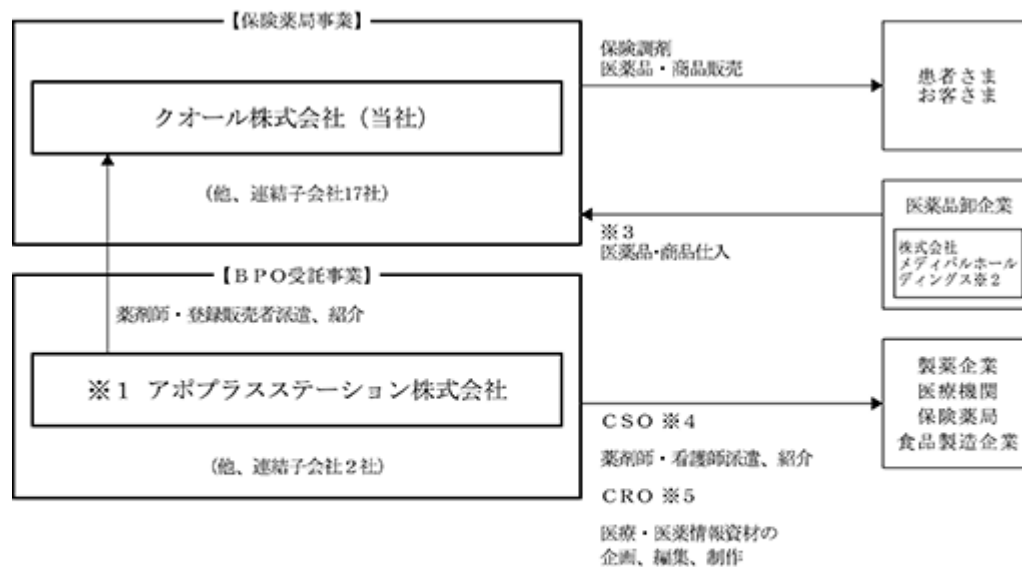 【保険薬局事業】
クオール株式会社（当社）
（他、連結子会社17社）
保険調剤
医薬品・商品販売
患者さま
お客さま
医薬品卸企業
株式会社
メディパルホール
ディングス※２
※３
医薬品・商品仕入
【ＢＰＯ受託事業】
薬剤師・登録販売者派遣、紹介
※１ アポプラスステーション株式会社
（他、連結子会社２社）
ＣＳＯ ※４
薬剤師・看護師派遣、紹介
ＣＲＯ ※５
医療・医薬情報資材の
企画、編集、制作
製薬企業
医療機関
保険薬局
食品製造企業